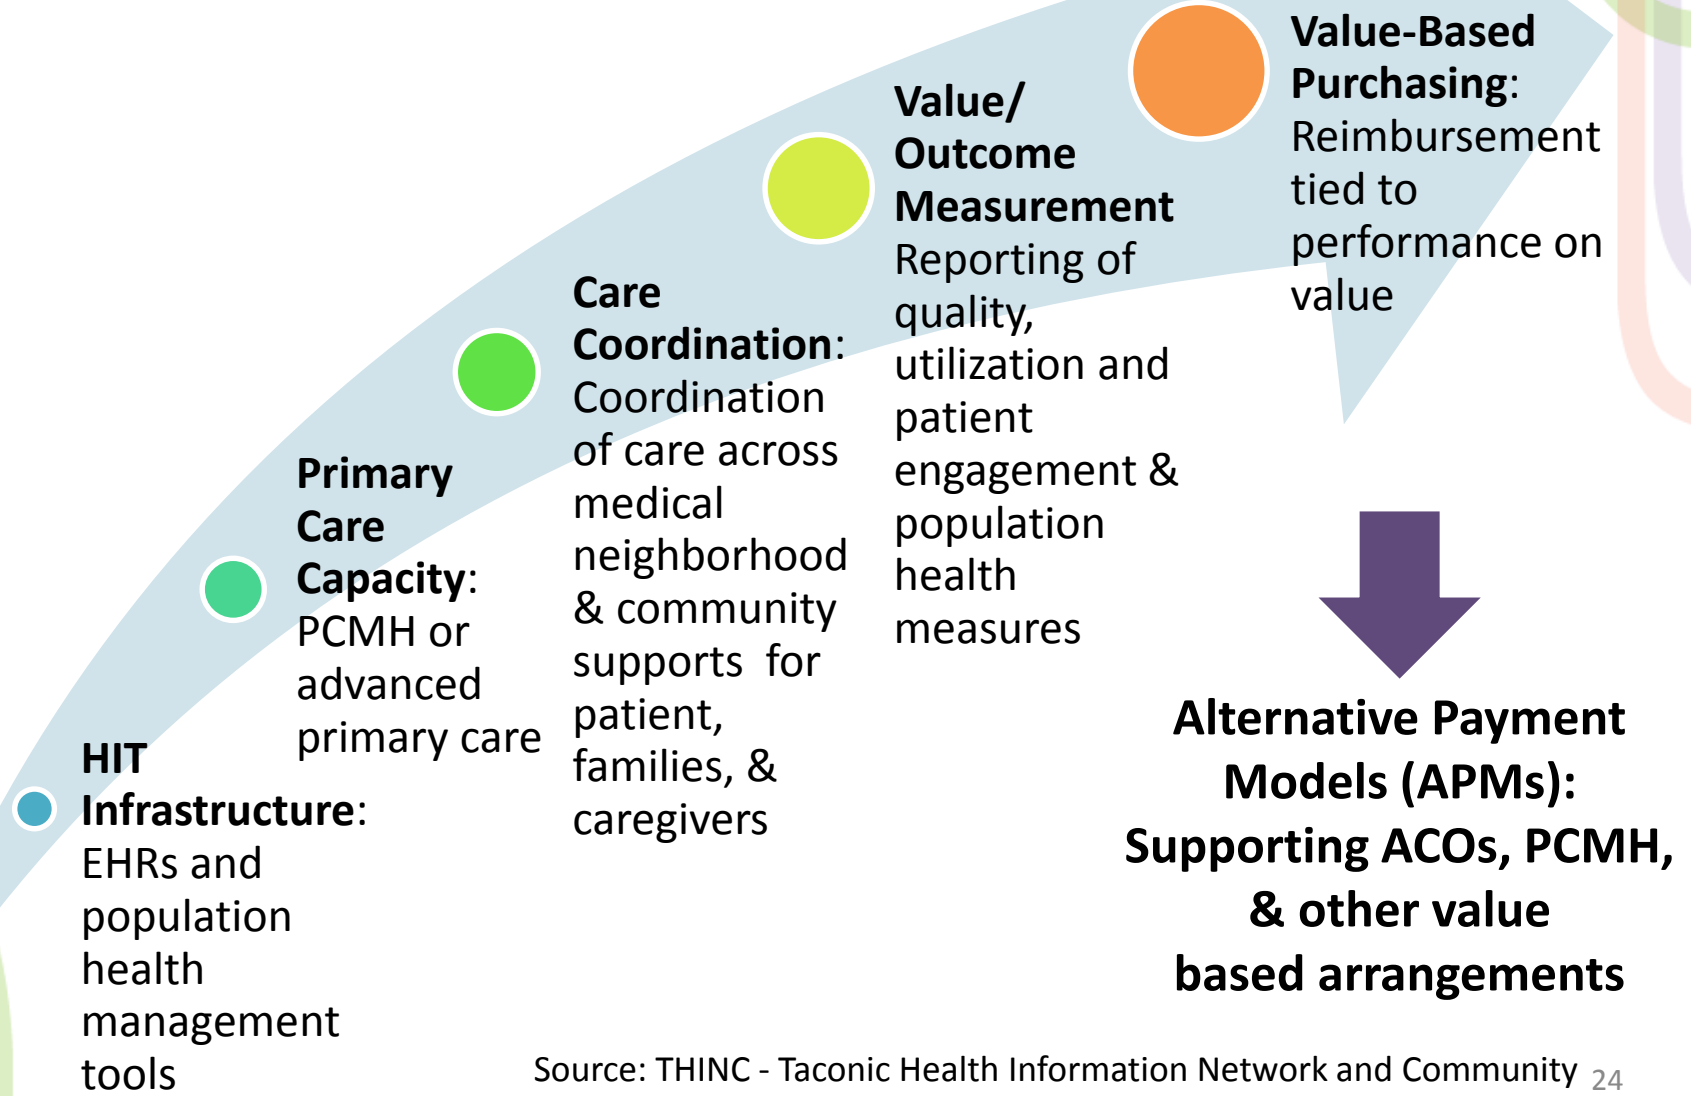 HIT
Infrastructure:
EHRs and
population
health
management
tools
Primary
Care
Capacity:
PCMH or
advanced
primary care
Care
Coordination:
Coordination
of care across
medical
neighborhood
& community
supports  for
patient,
families, &
caregivers
Value/
Outcome
Measurement
Reporting of
quality,
utilization and
patient
engagement &
population
health
measures
Value-Based
Purchasing:
Reimbursement
tied to
performance on
value
Alternative Payment
Models (APMs):
Supporting ACOs, PCMH,
& other value
based arrangements
Source: THINC - Taconic Health Information Network and Community
24